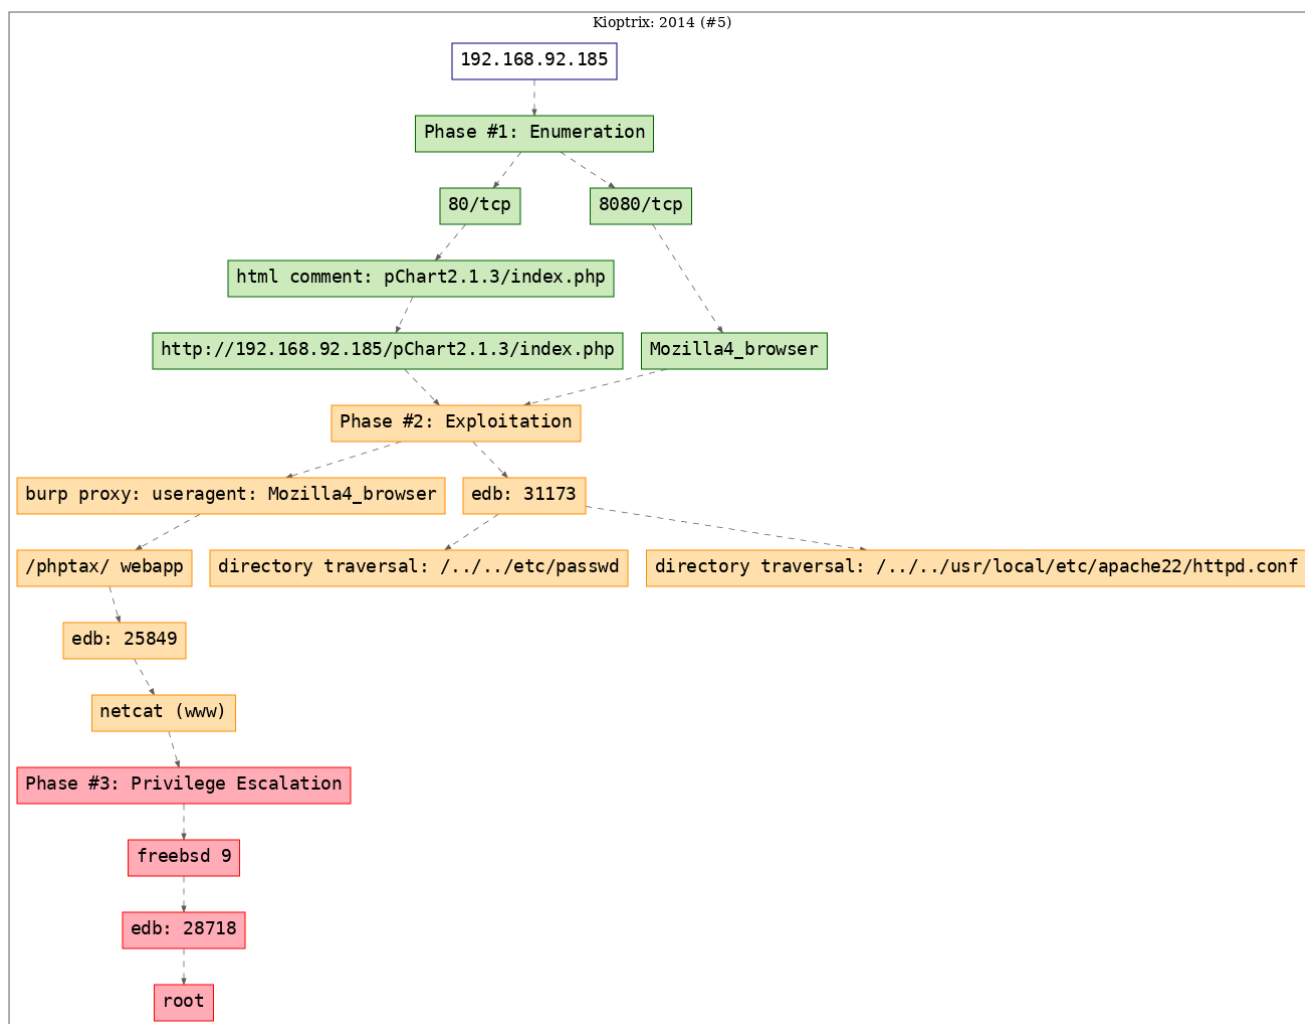 Kioptrix: 2014 (#5)
192.168.92.185
Phase #1: Enumeration
80/tcp
8080/tcp
html comment: pChart2.1.3/index.php
http://192.168.92.185/pChart2.1.3/index.php
Mozilla4_browser
Phase #2: Exploitation
burp proxy: useragent: Mozilla4_browser
edb: 31173
/phptax/ webapp
directory traversal: /../../etc/passwd
directory traversal: /../../usr/local/etc/apache22/httpd.conf
edb: 25849
netcat (www)
Phase #3: Privilege Escalation
freebsd 9
edb: 28718
root